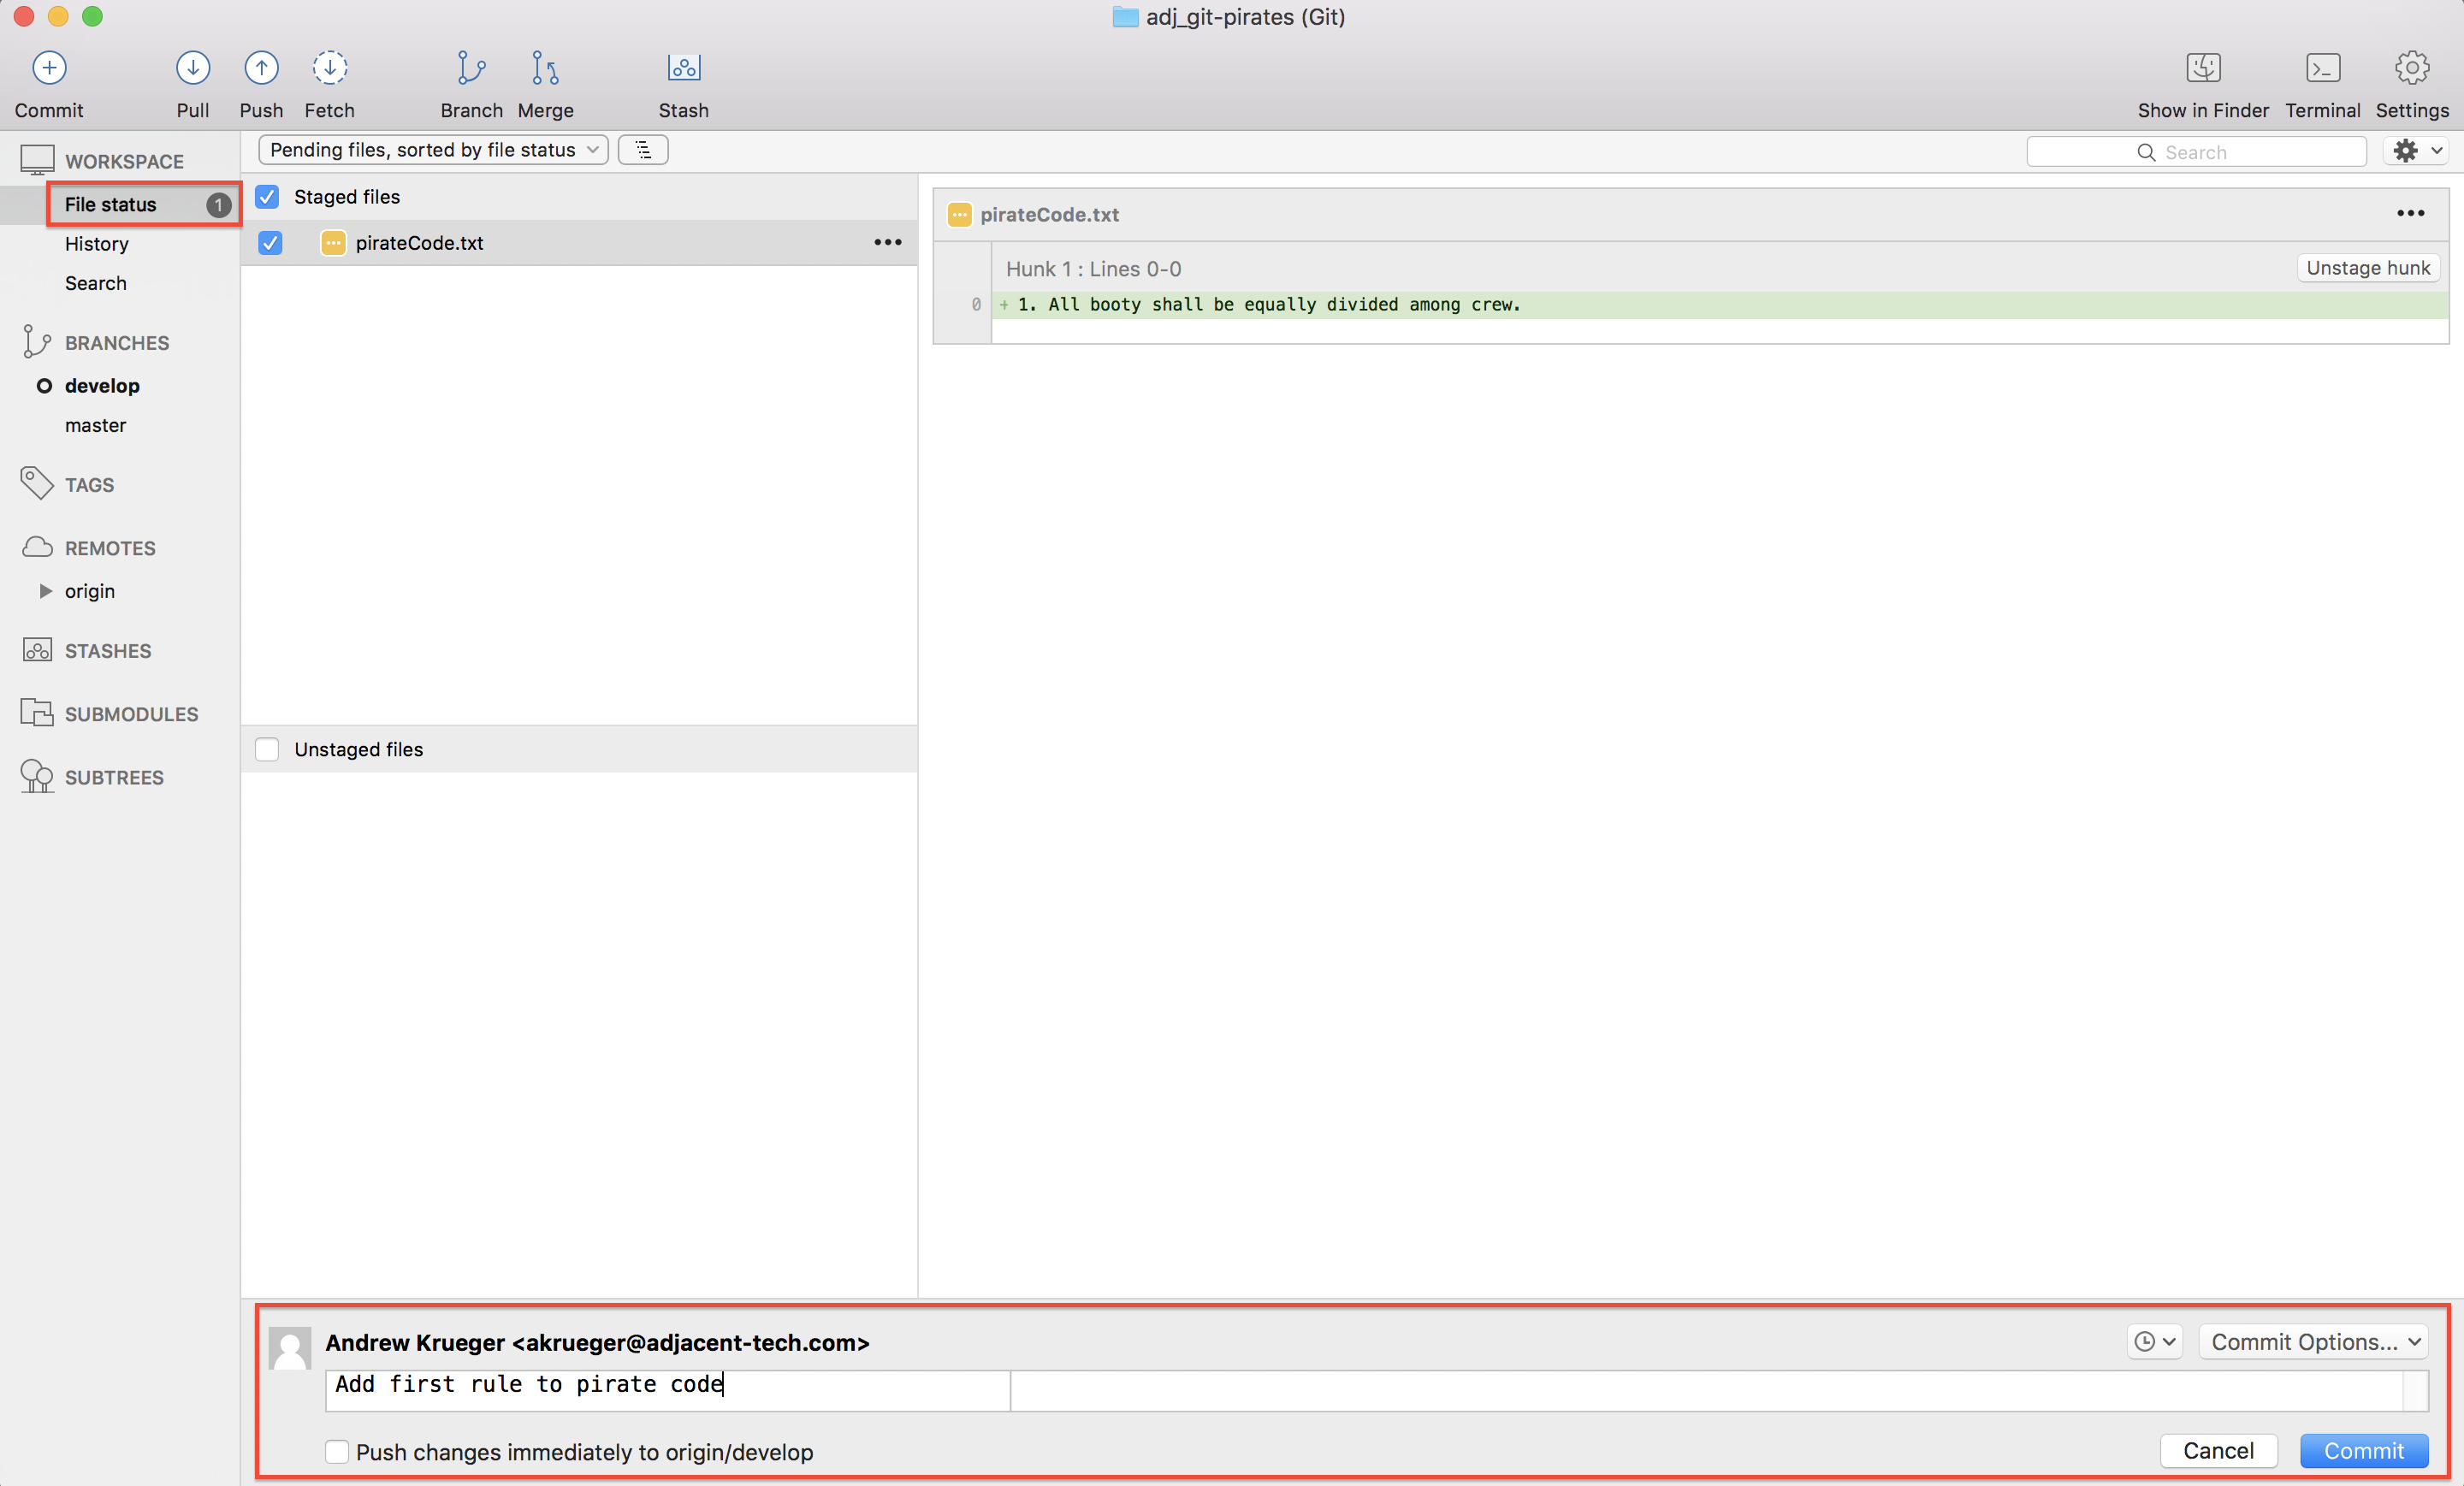 adj_git-pirates (Git)
Commit Pull Push Fetch Branch Merge Stash Show in Finder Terminal Settings
WORKSPACE
File status 1
History
Search
BRANCHES
develop
master
TAGS
REMOTES
origin
STASHES
SUBMODULES
SUBTREES
Pending files, sorted by file status
Search
Staged files
pirateCode.txt
Unstaged files
pirateCode.txt
Hunk 1 : Lines 0-0
Unstage hunk
0 + 1. All booty shall be equally divided among crew.
Andrew Krueger <akrueger@adjacent-tech.com>
Commit Options...
Add first rule to pirate code
Push changes immediately to origin/develop
Cancel Commit